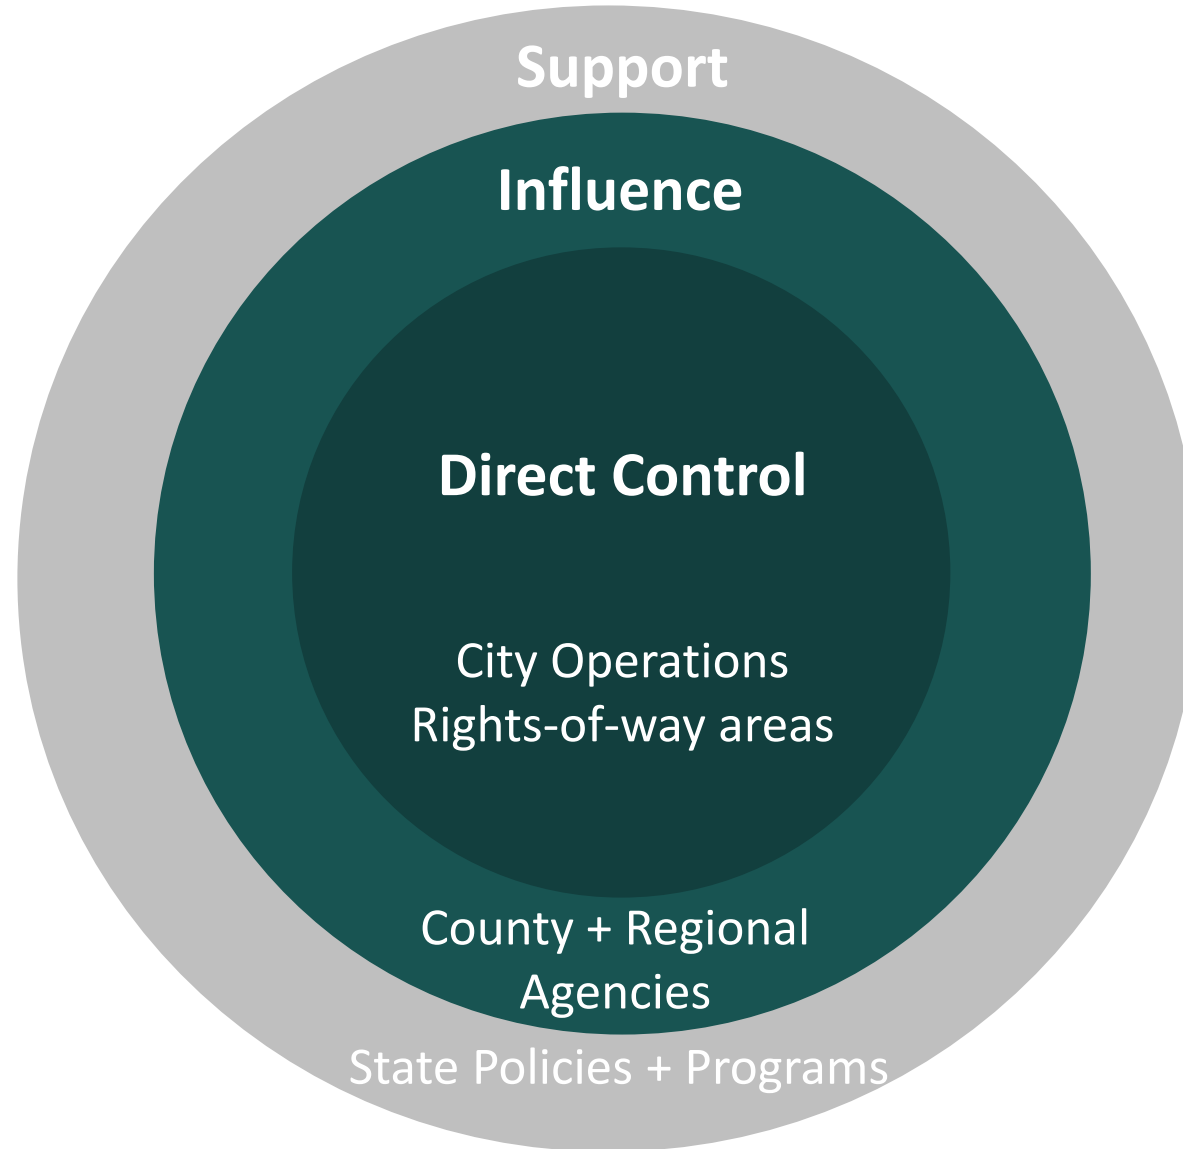 Support
Influence
Direct Control
City Operations
Rights-of-way areas
County + Regional
Agencies
State Policies + Programs